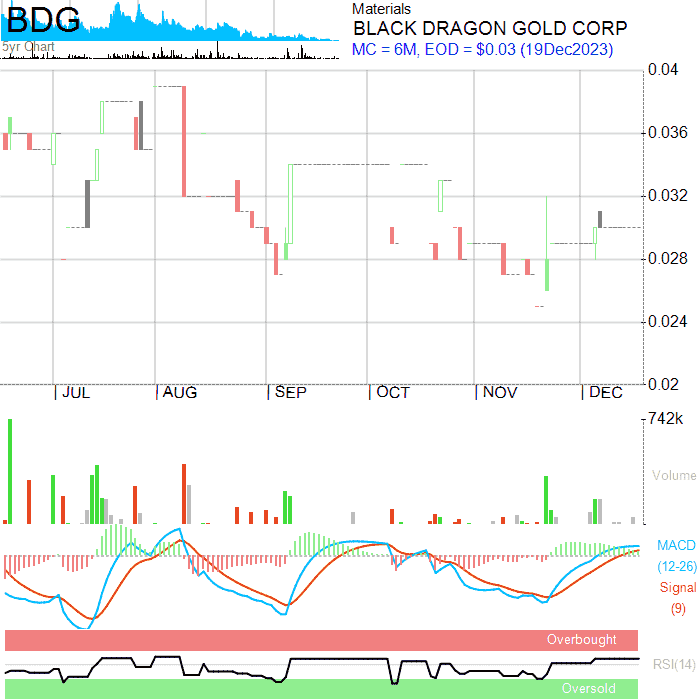 BDG
5yr Chart
Materials
BLACK DRAGON GOLD CORP
MC = 6M, EOD = $0.03 (19Dec2023)
0.04
0.036
0.032
0.028
0.024
0.02
JUL AUG SEP OCT NOV DEC
742k
Volume
MACD
(12-26)
Signal
(9)
Overbought
RSI(14)
Oversold